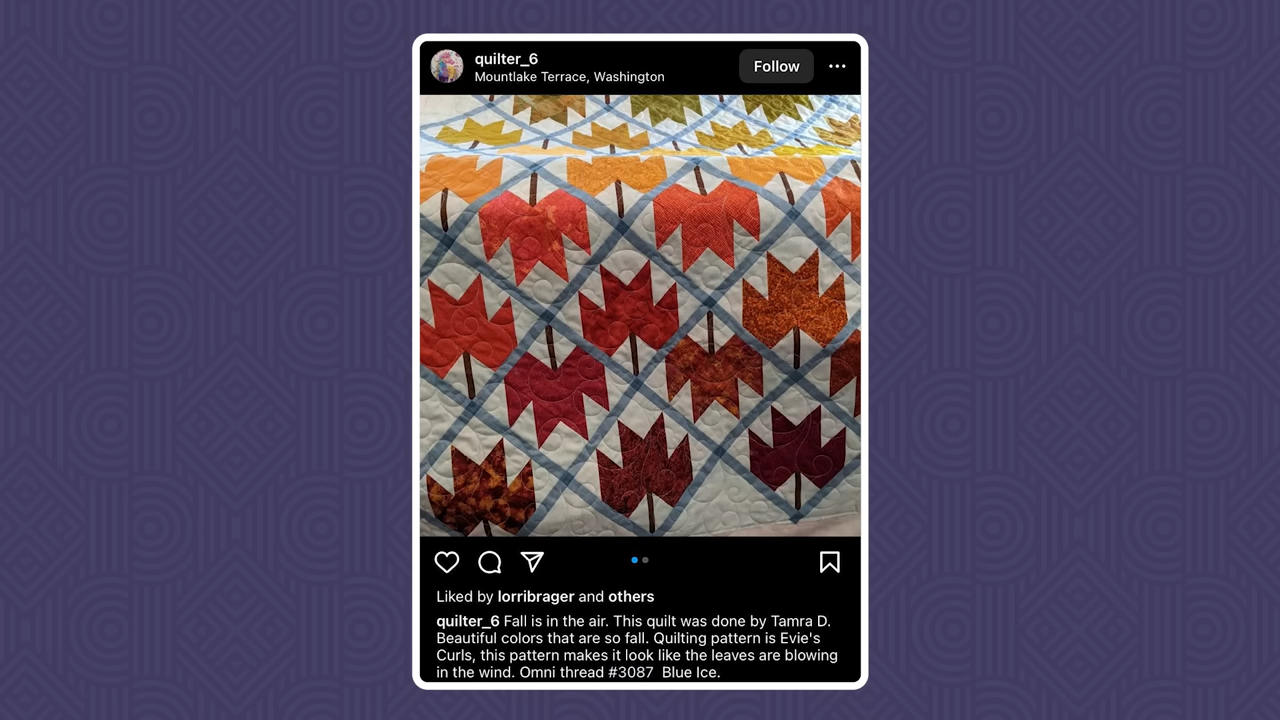 quilter_6
Mountlake Terrace, Washington
Follow
Liked by lorribrager and others
quilter_6 Fall is in the air. This quilt was done by Tamra D.
Beautiful colors that are so fall. Quilting pattern is Evie's
Curls, this pattern makes it look like the leaves are blowing
in the wind. Omni thread #3087  Blue Ice.